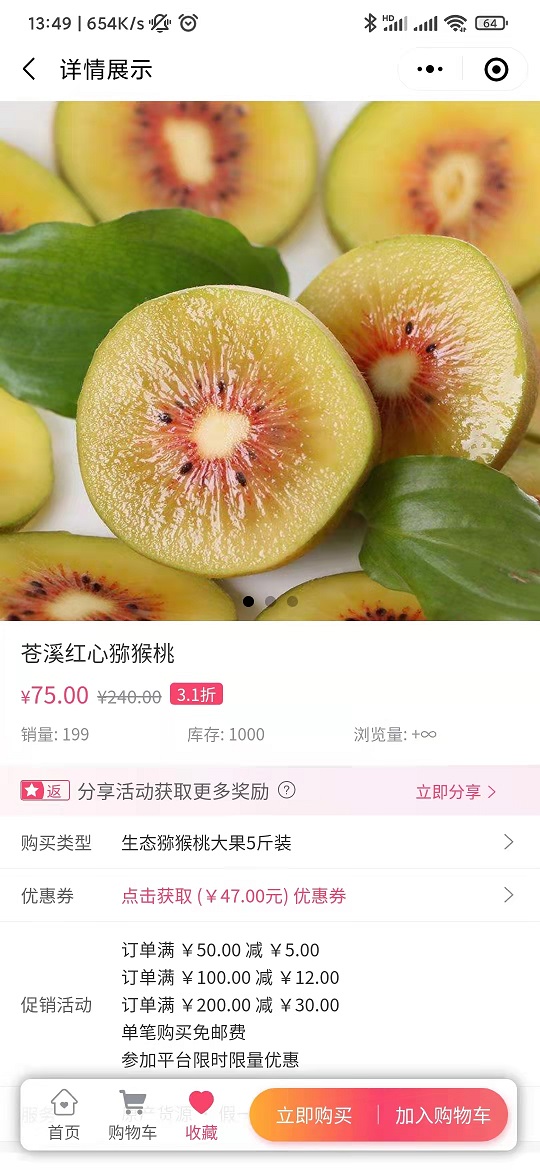 13:49 | 654K/s
HD
64
详情展示
苍溪红心猕猴桃
¥75.00 ¥240.00 3.1折
销量: 199 库存: 1000 浏览量: +∞
返 分享活动获取更多奖励 ? 立即分享
购买类型 生态猕猴桃大果5斤装
优惠券 点击获取 (￥47.00元) 优惠券
订单满 ￥50.00 减 ￥5.00
订单满 ￥100.00 减 ￥12.00
促销活动 订单满 ￥200.00 减 ￥30.00
单笔购买免邮费
参加平台限时限量优惠
首页 购物车 收藏 立即购买 加入购物车